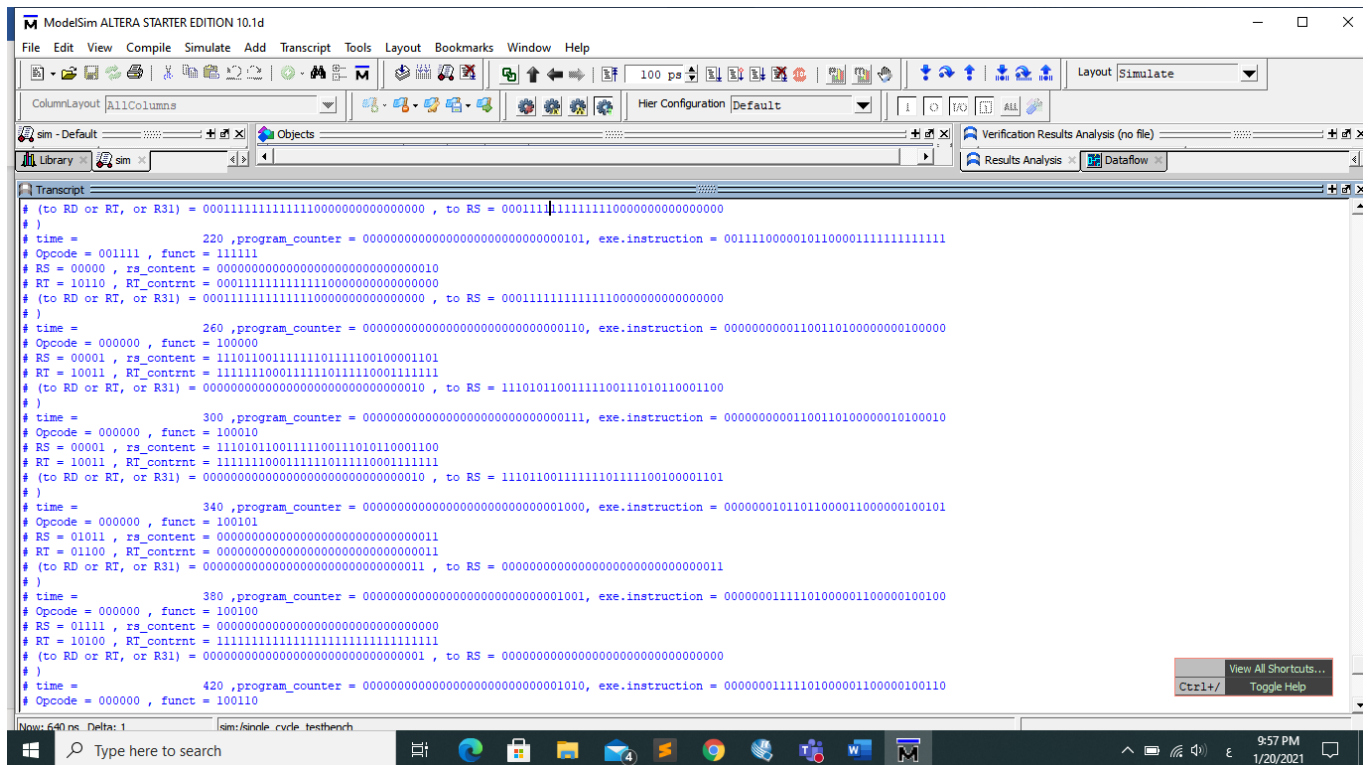 ModelSim ALTERA STARTER EDITION 10.1d
File Edit View Compile Simulate Add Transcript Tools Layout Bookmarks Window Help
100 ps
Layout Simulate
ColumnLayout AllColumns
Hier Configuration Default
sim - Default
Objects
Verification Results Analysis (no file)
Library
sim
Results Analysis
Dataflow
Transcript
# (to RD or RT, or R31) = 00011111111111110000000000000000 , to RS = 00011111111111110000000000000000
# )
# time = 220 ,program_counter = 00000000000000000000000000000101, exe.instruction = 00111100000101100001111111111111
# Opcode = 001111 , funct = 111111
# RS = 00000 , rs_content = 00000000000000000000000000000010
# RT = 10110 , RT_contrnt = 00011111111111110000000000000000
# (to RD or RT, or R31) = 00011111111111110000000000000000 , to RS = 00011111111111110000000000000000
# )
# time = 260 ,program_counter = 00000000000000000000000000000110, exe.instruction = 00000000001100110100000000100000
# Opcode = 000000 , funct = 100000
# RS = 00001 , rs_content = 11101100111111101111100100001101
# RT = 10011 , RT_contrnt = 11111110001111110111110001111111
# (to RD or RT, or R31) = 00000000000000000000000000000010 , to RS = 11101011001111100111010110001100
# )
# time = 300 ,program_counter = 00000000000000000000000000000111, exe.instruction = 00000000001100110100000010100010
# Opcode = 000000 , funct = 100010
# RS = 00001 , rs_content = 11101011001111100111010110001100
# RT = 10011 , RT_contrnt = 11111110001111110111110001111111
# (to RD or RT, or R31) = 00000000000000000000000000000010 , to RS = 11101100111111101111100100001101
# )
# time = 340 ,program_counter = 00000000000000000000000000001000, exe.instruction = 00000001011011000011000000100101
# Opcode = 000000 , funct = 100101
# RS = 01011 , rs_content = 00000000000000000000000000000011
# RT = 01100 , RT_contrnt = 00000000000000000000000000000011
# (to RD or RT, or R31) = 00000000000000000000000000000011 , to RS = 00000000000000000000000000000011
# )
# time = 380 ,program_counter = 00000000000000000000000000001001, exe.instruction = 00000001111101000001100000100100
# Opcode = 000000 , funct = 100100
# RS = 01111 , rs_content = 00000000000000000000000000000000
# RT = 10100 , RT_contrnt = 11111111111111111111111111111111
# (to RD or RT, or R31) = 00000000000000000000000000000001 , to RS = 00000000000000000000000000000000
# )
# time = 420 ,program_counter = 00000000000000000000000000001010, exe.instruction = 00000001111101000001100000100110
# Opcode = 000000 , funct = 100110
View All Shortcuts...
Ctrl+/ Toggle Help
Now: 640 ns Delta: 1
sim:/single_cycle_testbench
Type here to search
4
ع
9:57 PM
1/20/2021